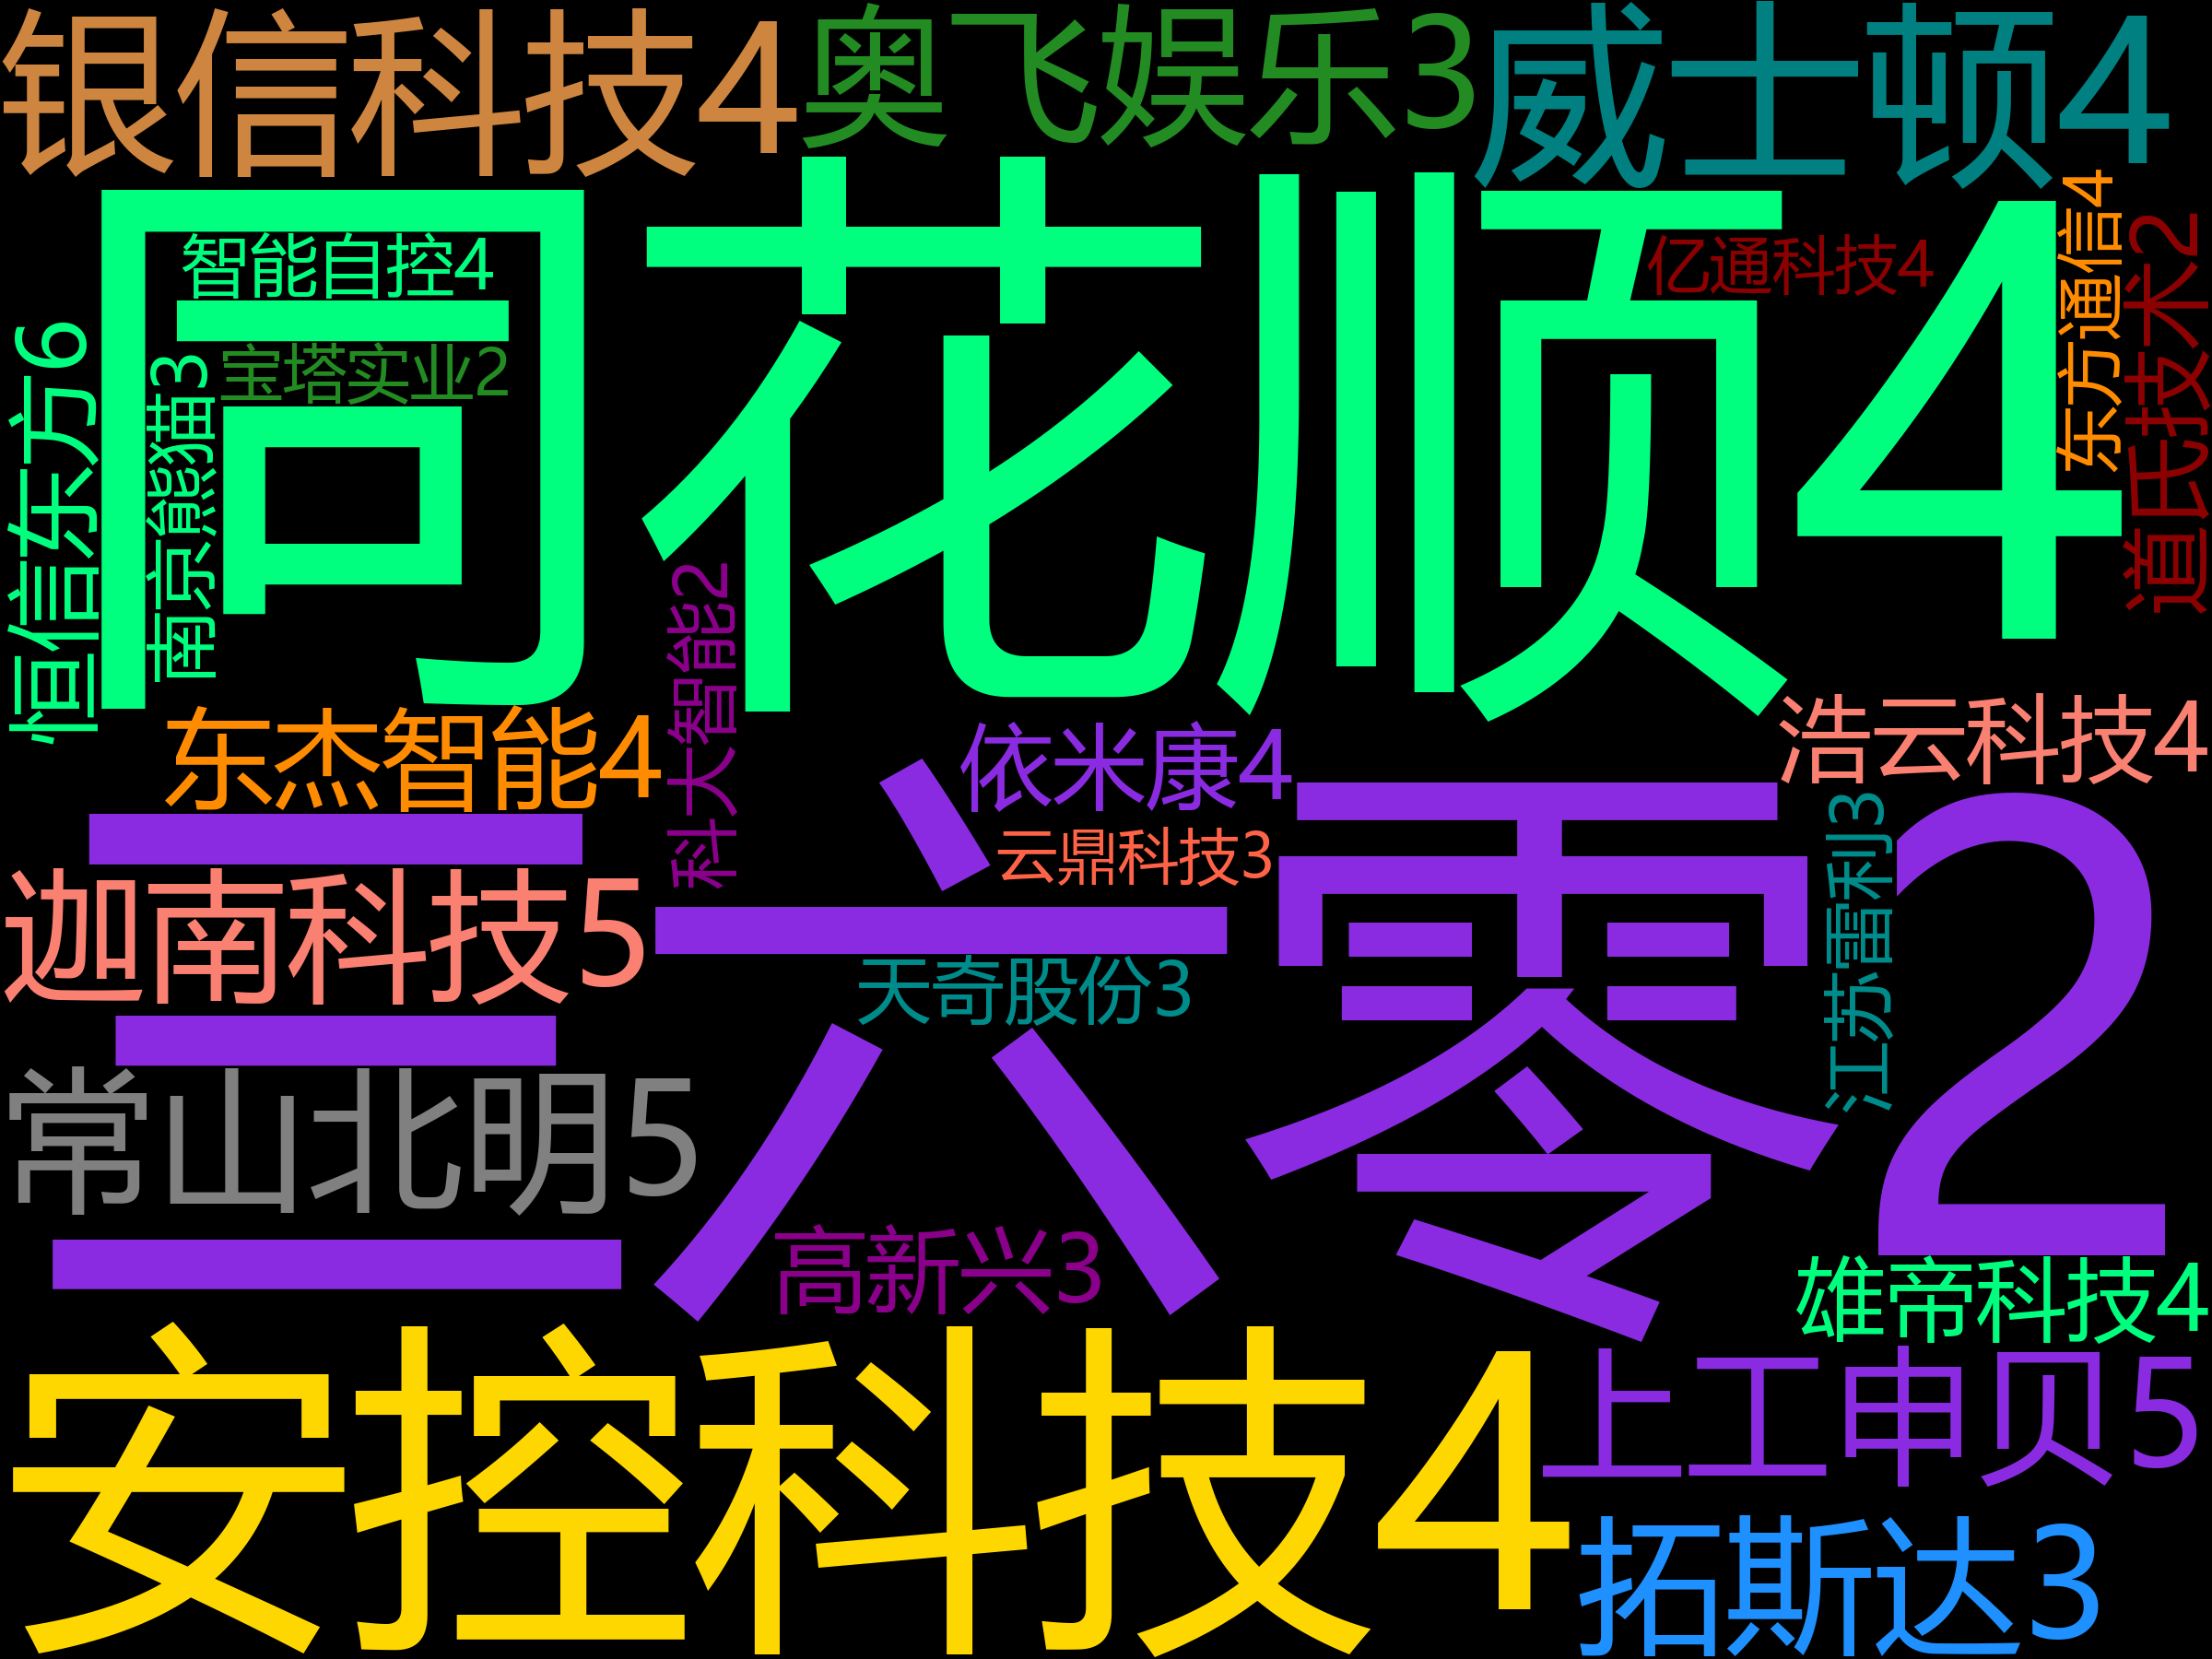 银信科技4
奥飞娱乐3
威士顿4
同花顺4
智能自控4
亿通科技4
东方通信4
道氏技术2
恒信东方6
南京熊猫3
宝塔实业2
科大智能2
东杰智能4
依米康4
浩云科技4
云鼎科技3
三六零2
迦南科技5
天奇股份3
江苏雷利3
常山北明5
高新兴3
雄帝科技4
安控科技4
上工申贝5
拓斯达3